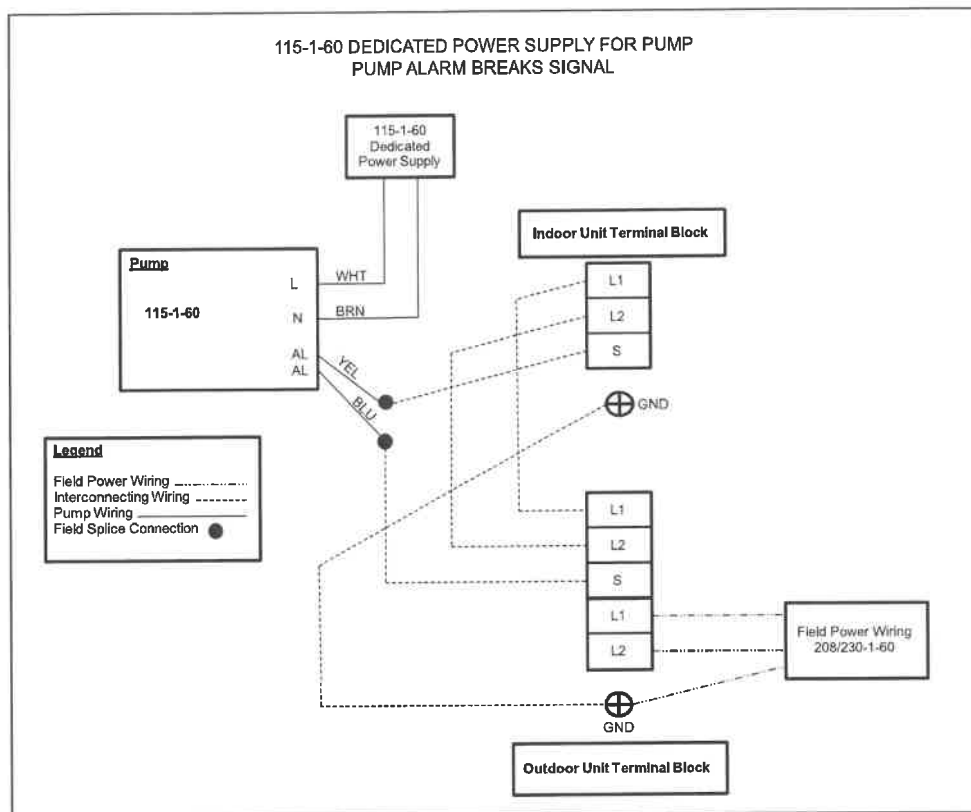 115-1-60 DEDICATED POWER SUPPLY FOR PUMP
PUMP ALARM BREAKS SIGNAL
115-1-60
Dedicated
Power Supply
Indoor Unit Terminal Block
Pump
115-1-60
L
WHT
N
BRN
AL
YEL
AL
BLU
L1
L2
S
GND
Legend
Field Power Wiring
Interconnecting Wiring
Pump Wiring
Field Splice Connection
L1
L2
S
L1
L2
Field Power Wiring
208/230-1-60
GND
Outdoor Unit Terminal Block